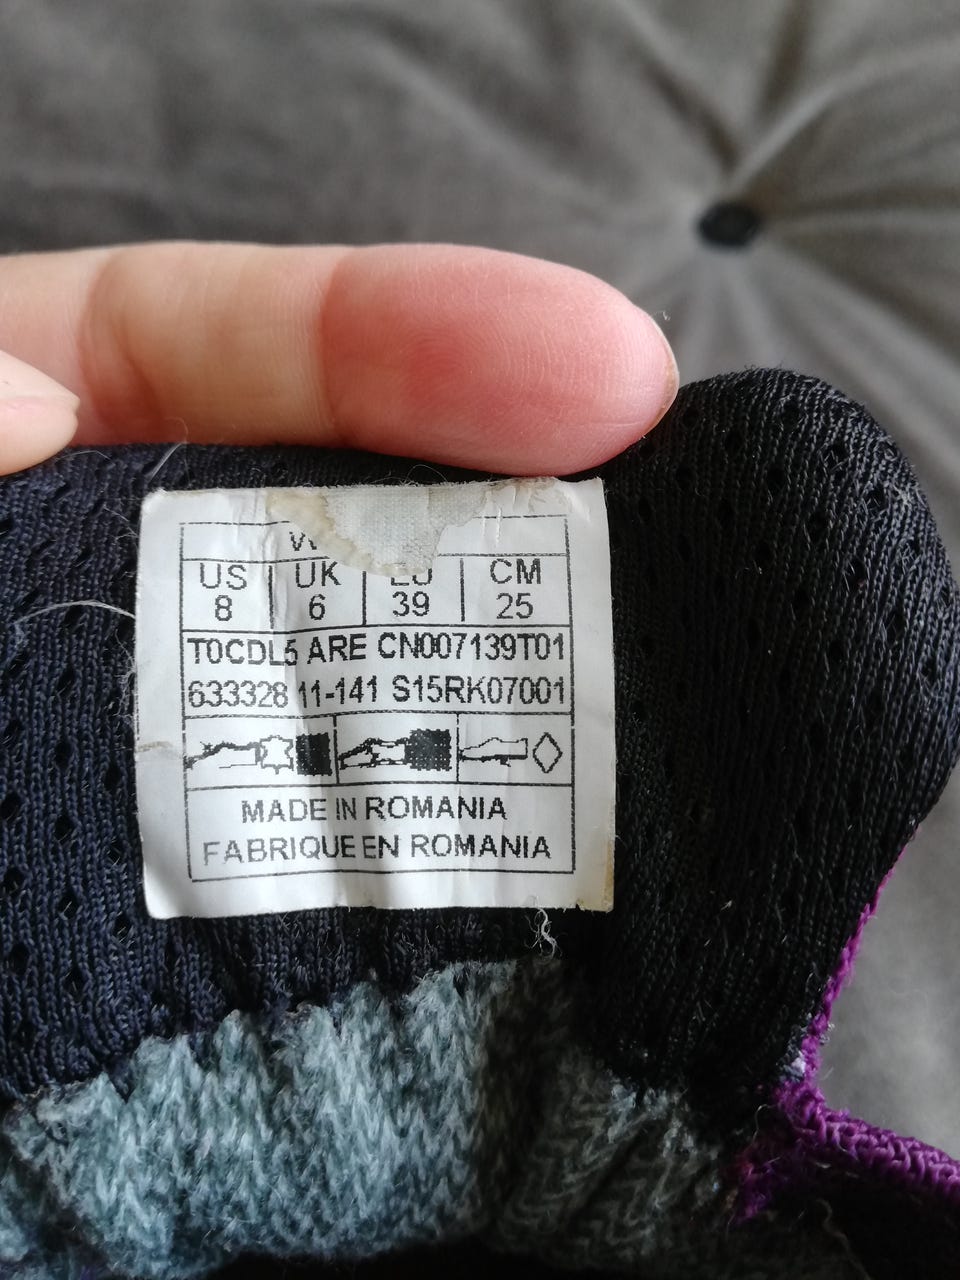 US UK EU CM
8 6 39 25
T0CDL5 ARE CN007139T01
633328 11-141 S15RK07001
MADE IN ROMANIA
FABRIQUE EN ROMANIA